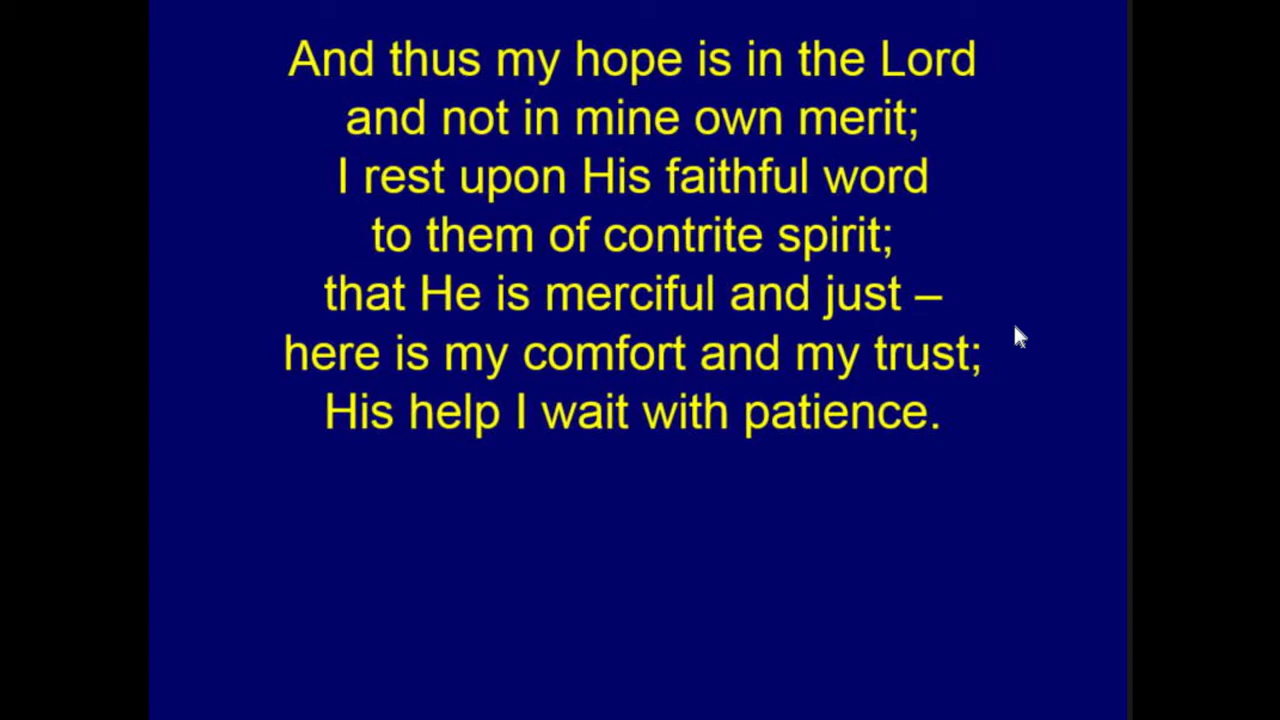 And thus my hope is in the Lord
and not in mine own merit;
I rest upon His faithful word
to them of contrite spirit;
that He is merciful and just –
here is my comfort and my trust;
His help I wait with patience.